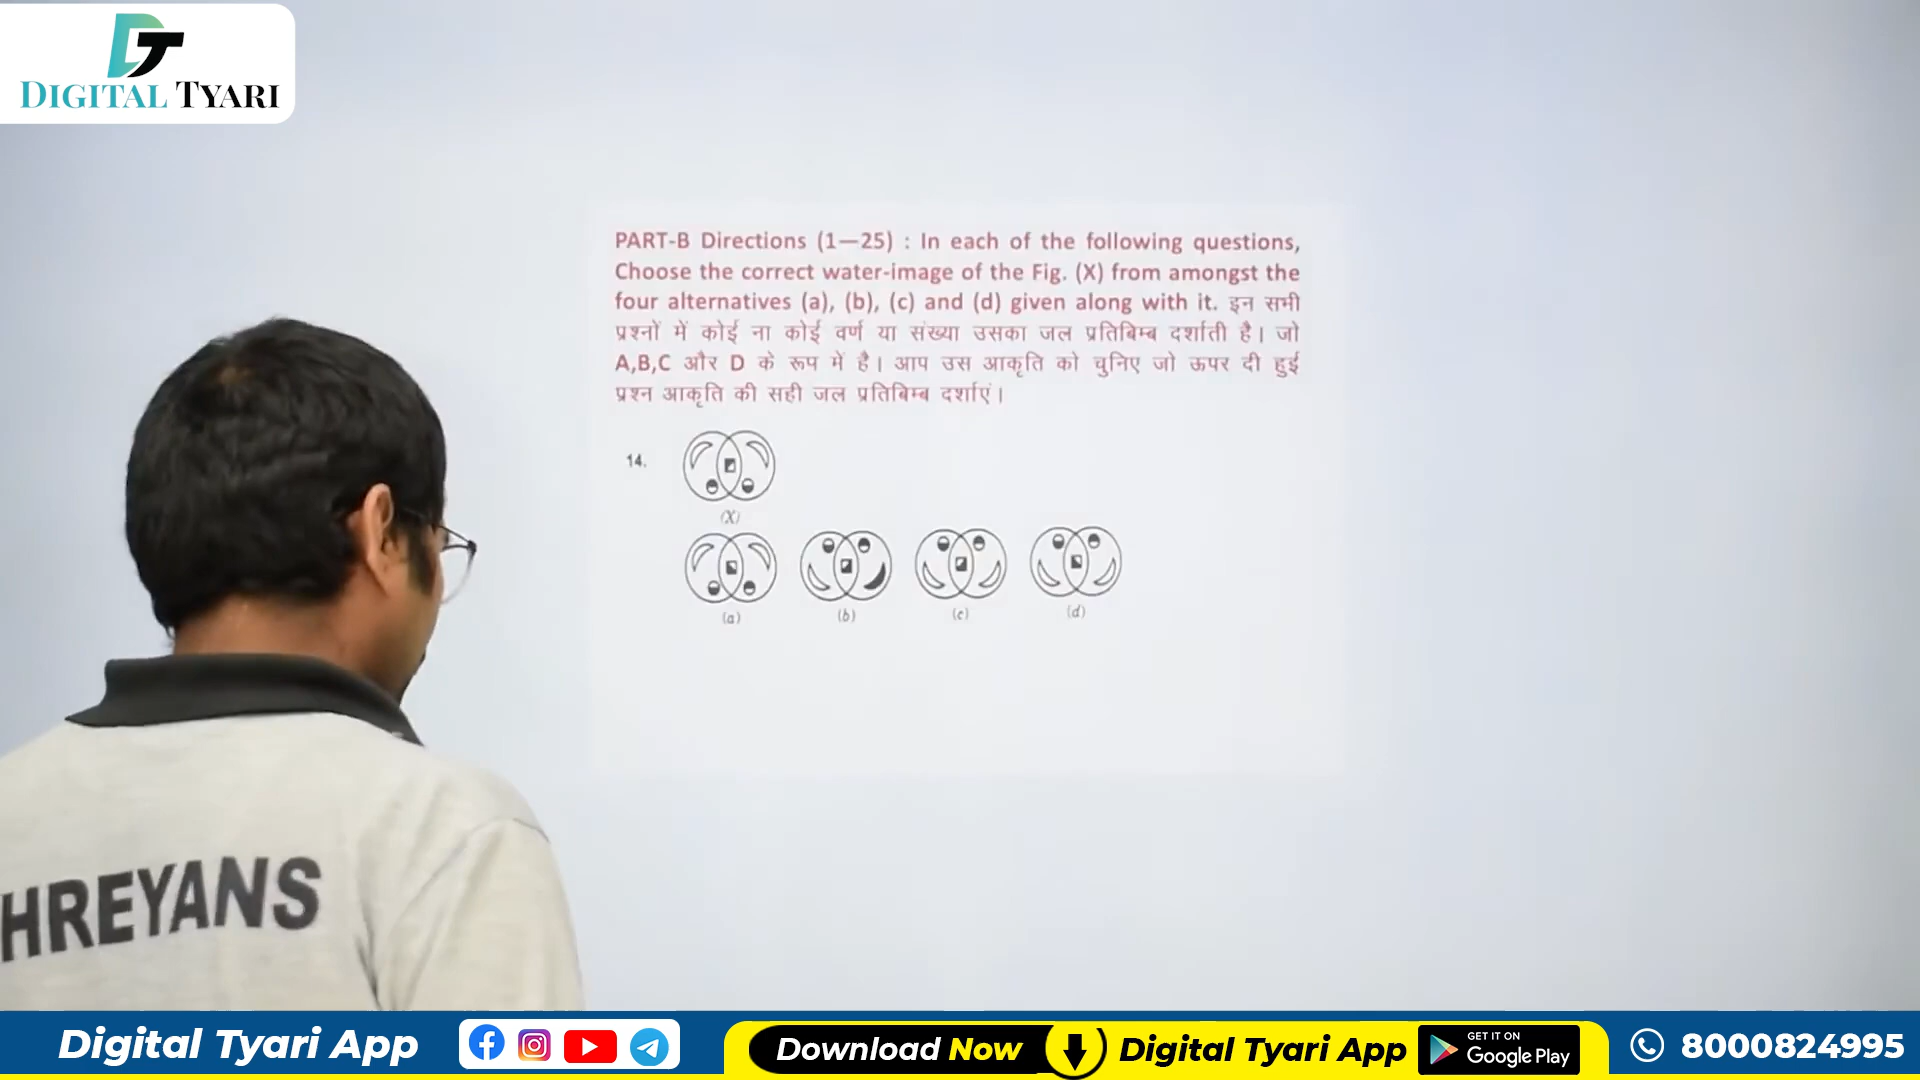 DT
DIGITAL TYARI
PART-B Directions (1—25) : In each of the following questions,
Choose the correct water-image of the Fig. (X) from amongst the
four alternatives (a), (b), (c) and (d) given along with it. इन सभी
प्रश्नों में कोई ना कोई वर्ण या संख्या उसका जल प्रतिबिम्ब दर्शाती है। जो
A,B,C और D के रूप में है। आप उस आकृति को चुनिए जो ऊपर दी हुई
प्रश्न आकृति की सही जल प्रतिबिम्ब दर्शाएं।
14.
(X)
(a) (b) (c) (d)
HREYANS
Digital Tyari App
Download Now Digital Tyari App
GET IT ON
Google Play
8000824995